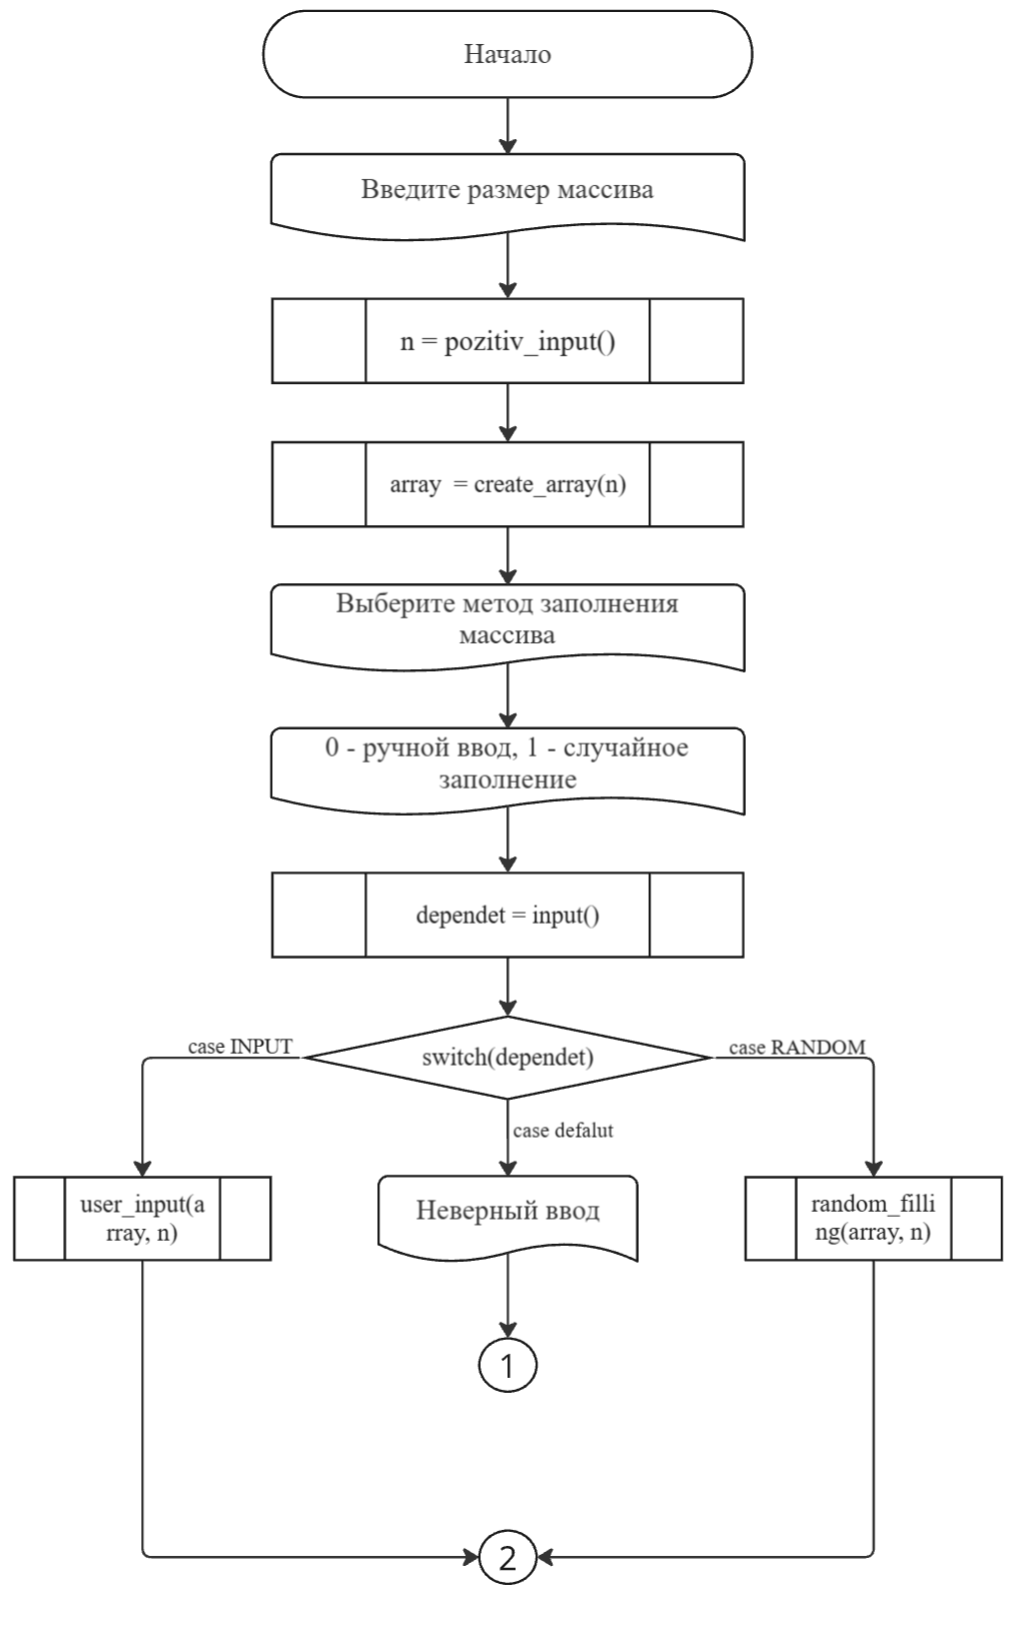 Начало
Введите размер массива
n = pozitiv_input()
array  = create_array(n)
Выберите метод заполнения
массива
0 - ручной ввод, 1 - случайное
заполнение
dependet = input()
case INPUT
switch(dependet)
case RANDOM
case defalut
user_input(a
rray, n)
Неверный ввод
random_filli
ng(array, n)
1
2